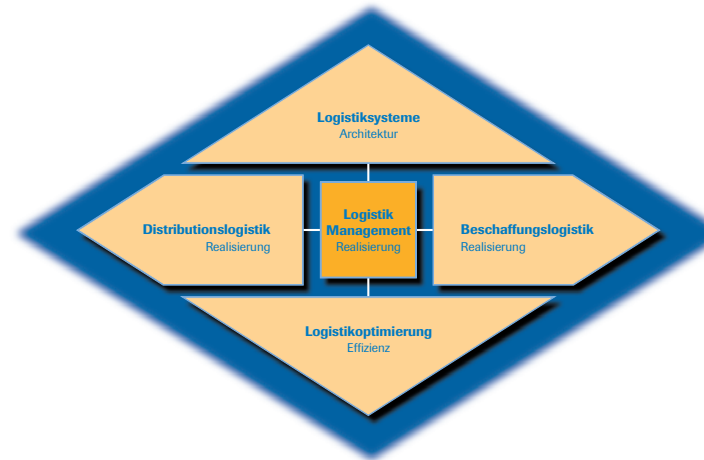 Logistiksysteme
Architektur
Distributionslogistik
Realisierung
Logistik
Management
Realisierung
Beschaffungslogistik
Realisierung
Logistikoptimierung
Effizienz